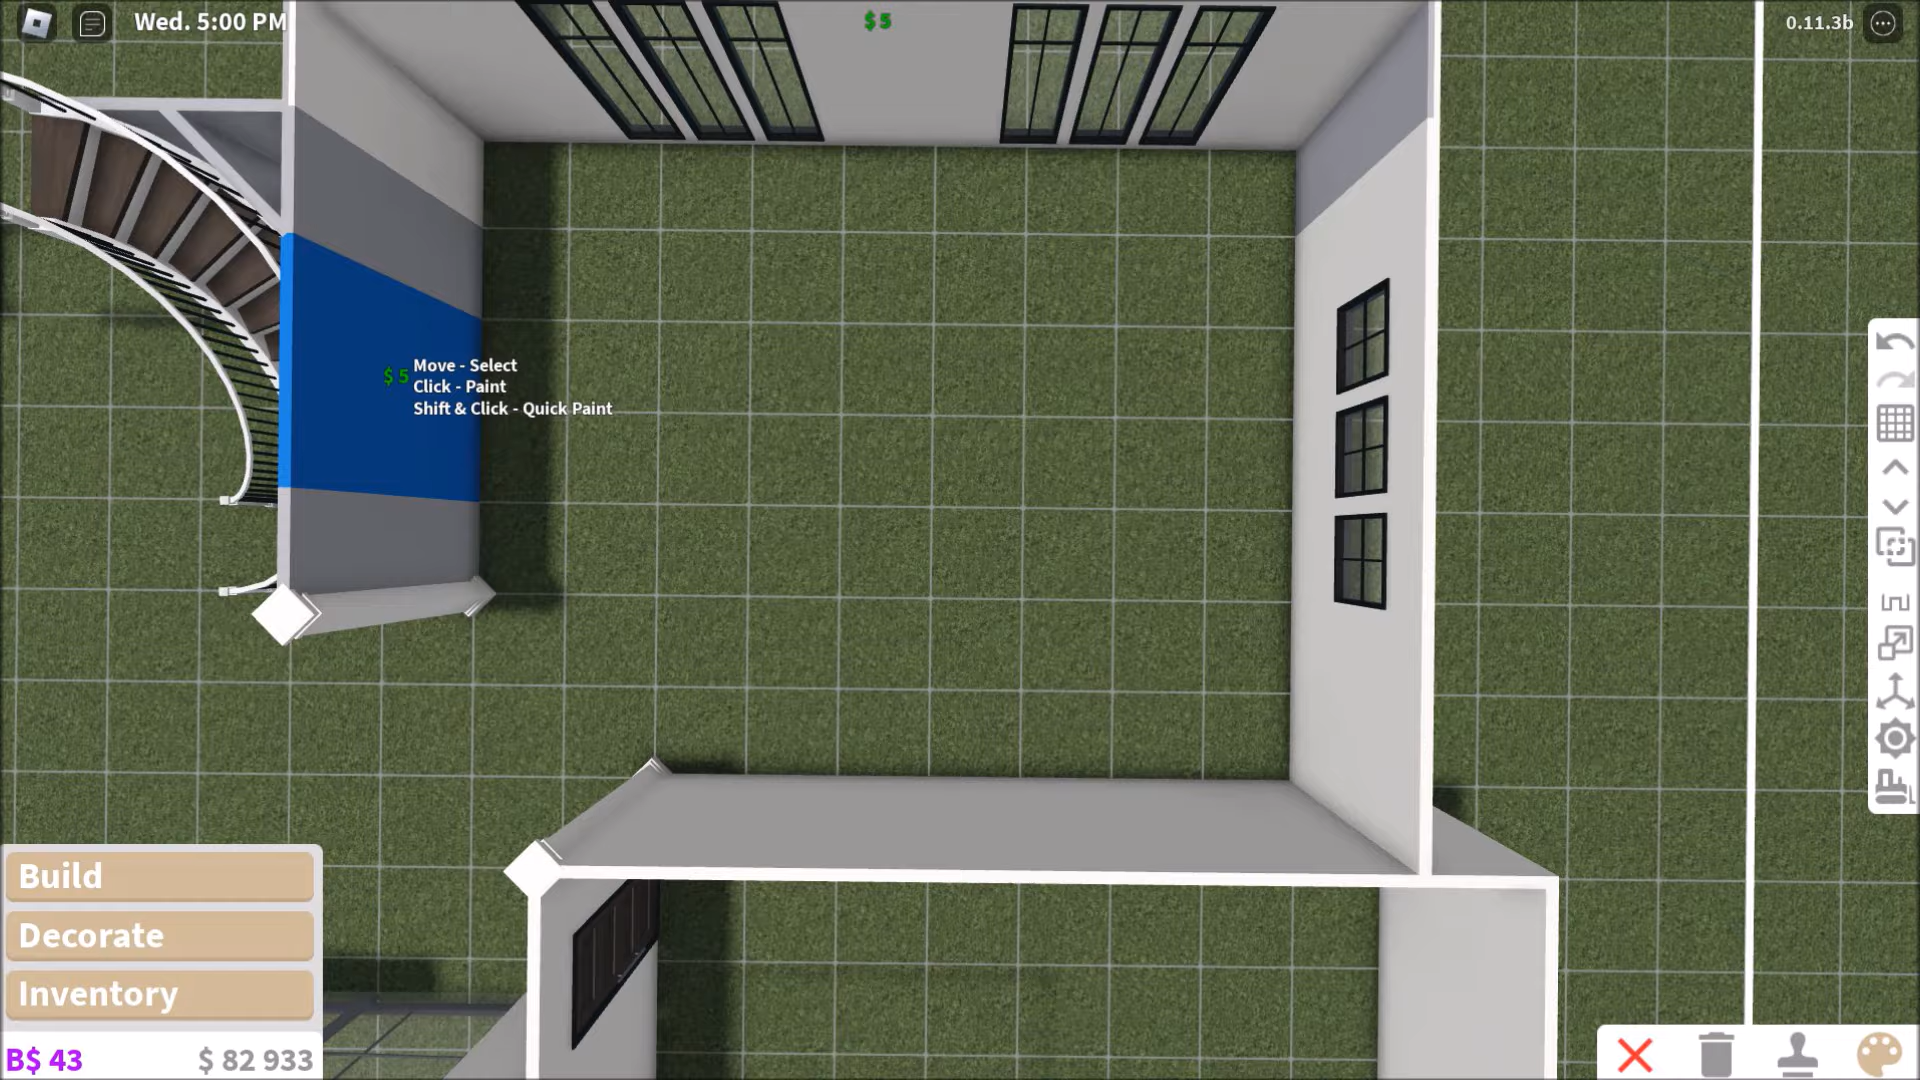 Wed. 5:00 PM
$ 5
0.11.3b
$ 5
Move - Select
Click - Paint
Shift & Click - Quick Paint
Build
Decorate
Inventory
B$ 43
$ 82 933